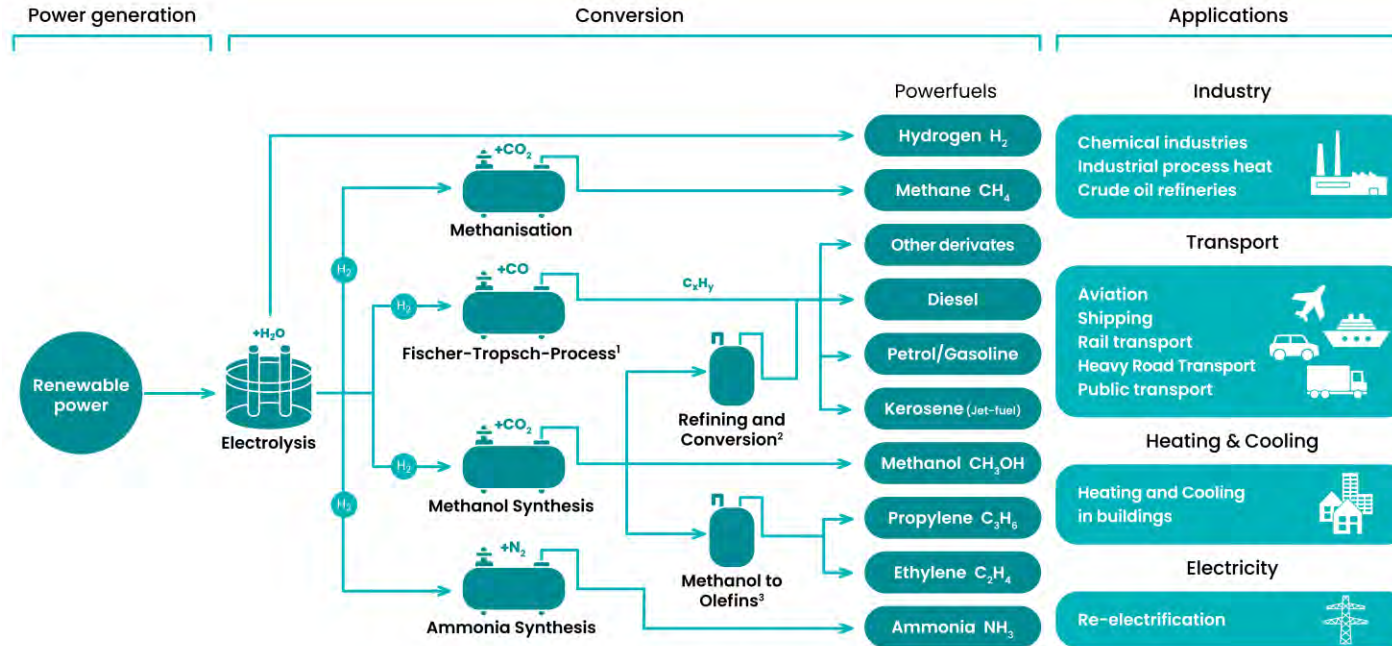 Power generation
Conversion
Applications
Powerfuels
Industry
Hydrogen H₂
Chemical industries
Industrial process heat
Crude oil refineries
+CO₂
Methane CH₄
Methanisation
Transport
Other derivates
H₂
+CO
CₓHᵧ
H₂
Diesel
Aviation
Shipping
Rail transport
Heavy Road Transport
Public transport
+H₂O
Fischer-Tropsch-Process¹
Petrol/Gasoline
Renewable
power
Kerosene (Jet-fuel)
Refining and
Conversion²
Electrolysis
+CO₂
Heating & Cooling
H₂
Methanol CH₃OH
Methanol Synthesis
H₂
Heating and Cooling
in buildings
Propylene C₃H₆
+N₂
Methanol to
Olefins³
Ethylene C₂H₄
Electricity
Ammonia Synthesis
Ammonia NH₃
Re-electrification